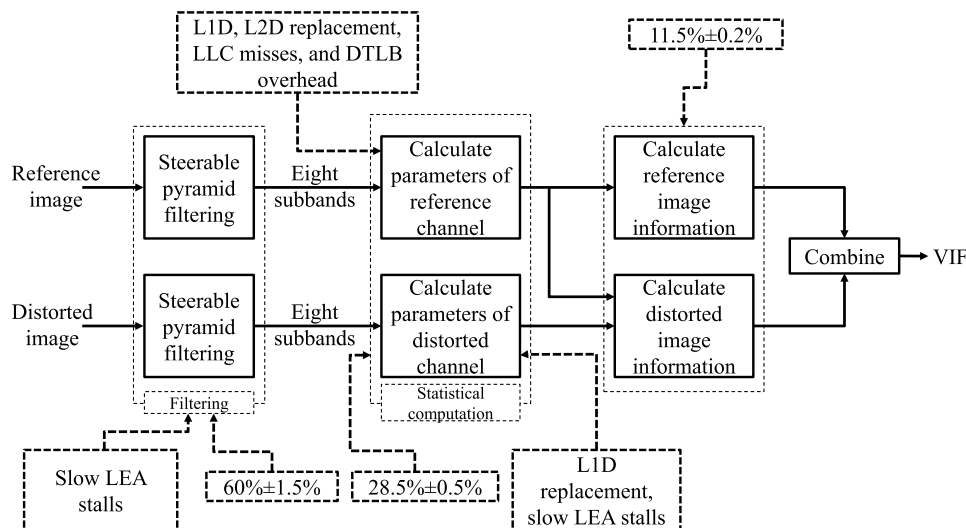 L1D, L2D replacement,
LLC misses, and DTLB
overhead
11.5%±0.2%
Reference
image
Steerable
pyramid
filtering
Eight
subbands
Calculate
parameters of
reference
channel
Calculate
reference
image
information
Combine
VIF
Distorted
image
Steerable
pyramid
filtering
Eight
subbands
Calculate
parameters of
distorted
channel
Calculate
distorted
image
information
Filtering
Statistical
computation
Slow LEA
stalls
60%±1.5%
28.5%±0.5%
L1D
replacement,
slow LEA stalls